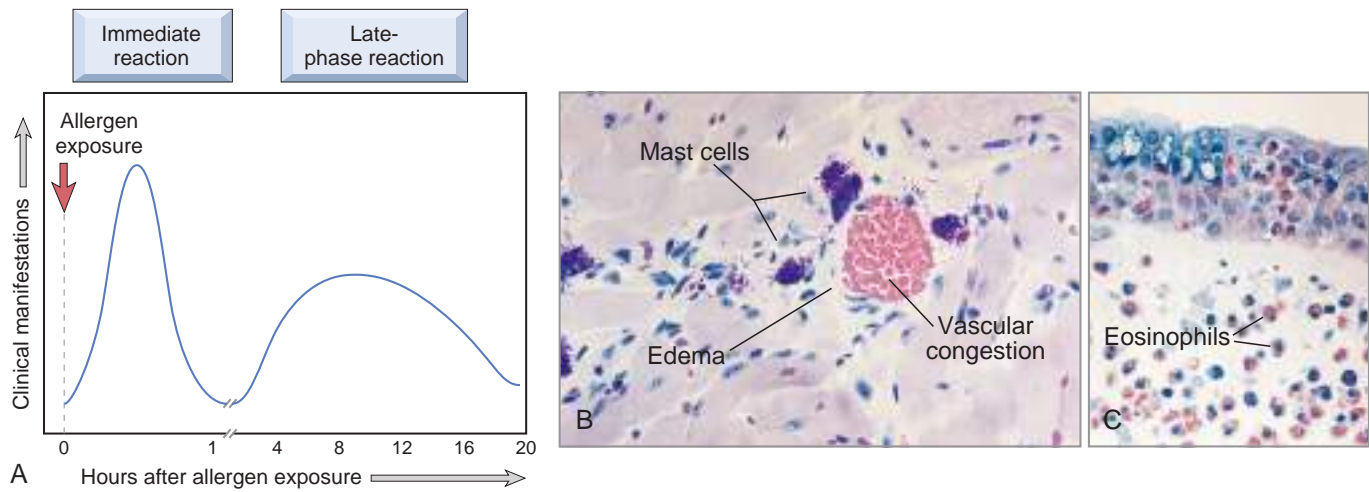 Immediate
reaction
Late-
phase reaction
Allergen
exposure
Clinical manifestations
0
1
4
8
12
16
20
Hours after allergen exposure
A
Mast cells
Edema
Vascular
congestion
B
Eosinophils
C